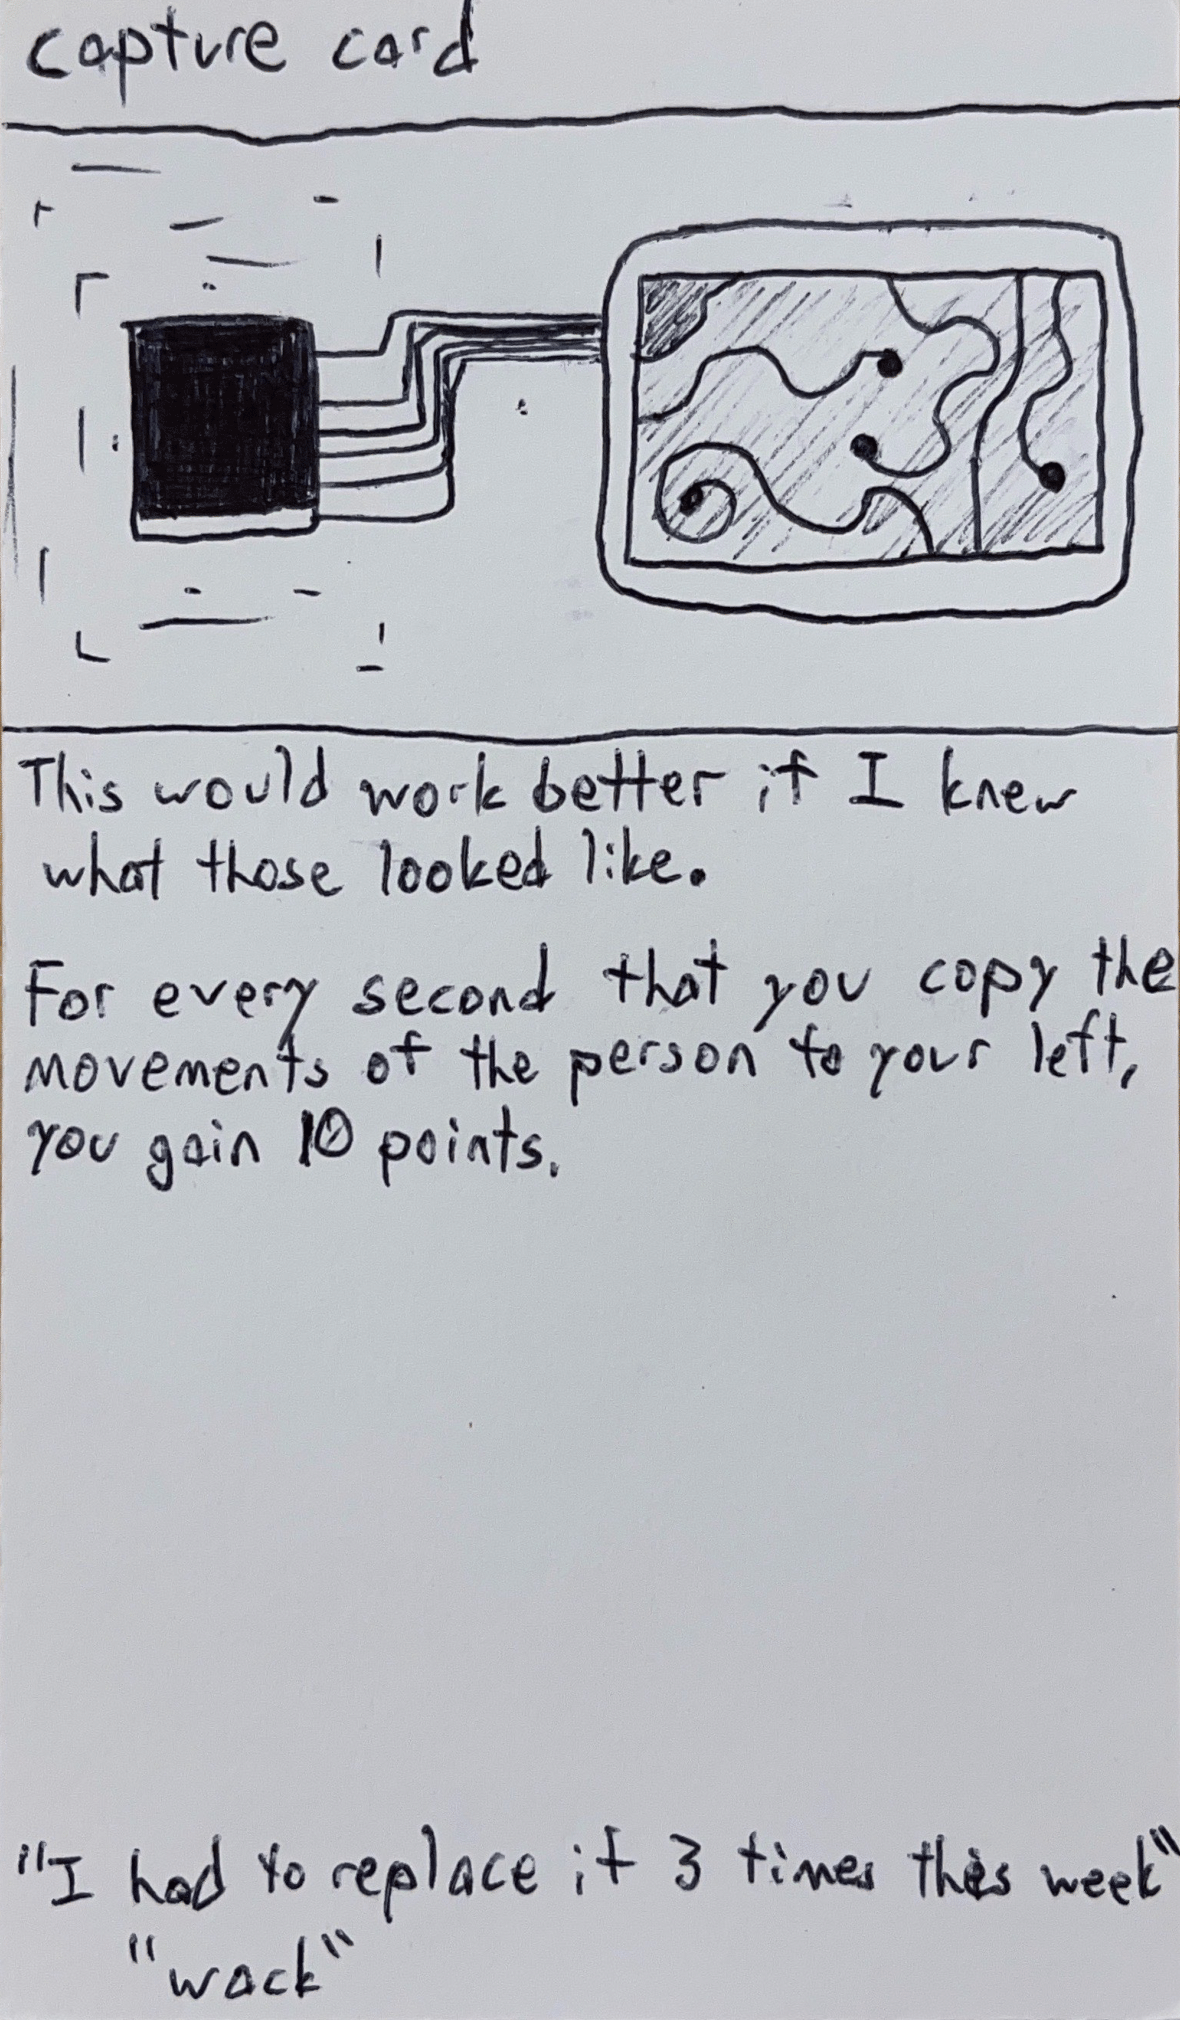 capture card
This would work better if I knew
what those looked like.
For every second that you copy the
movements of the person to your left,
you gain 10 points.
"I had to replace it 3 times this week"
"wack"